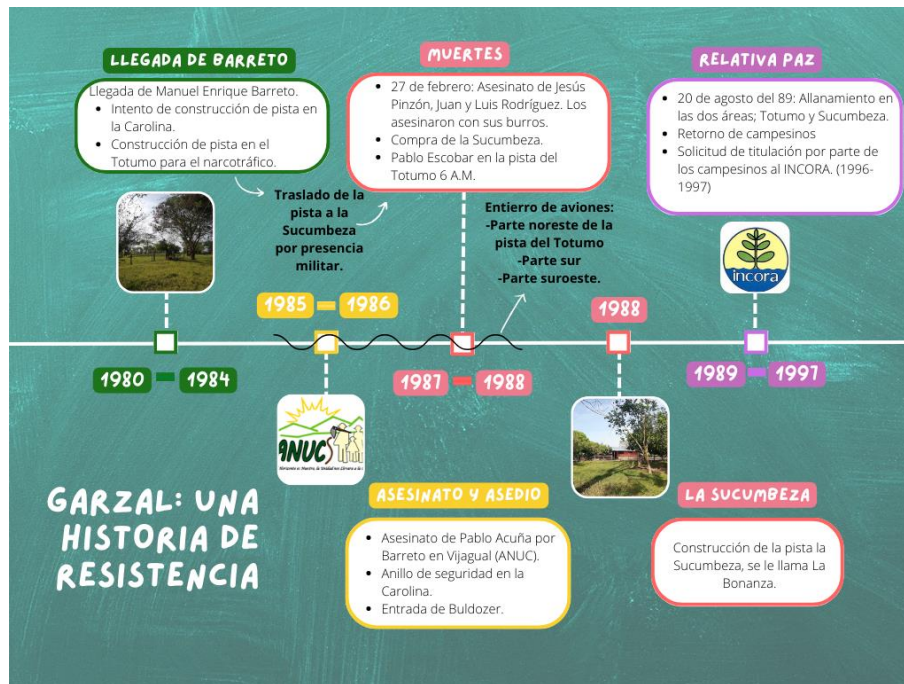 LLEGADA DE BARRETO
Llegada de Manuel Enrique Barreto.
• Intento de construcción de pista en
la Carolina.
• Construcción de pista en el
Totumo para el narcotráfico.
MUERTES
• 27 de febrero: Asesinato de Jesús
Pinzón, Juan y Luis Rodríguez. Los
asesinaron con sus burros.
• Compra de la Sucumbeza.
• Pablo Escobar en la pista del
Totumo 6 A.M.
RELATIVA PAZ
• 20 de agosto del 89: Allanamiento en
las dos áreas; Totumo y Sucumbeza.
• Retorno de campesinos
• Solicitud de titulación por parte de
los campesinos al INCORA. (1996-
1997)
Traslado de la
pista a la
Sucumbeza
por presencia
militar.
Entierro de aviones:
-Parte noreste de la
pista del Totumo
-Parte sur
-Parte suroeste.
incora
1985 1986
1988
1980 1984
1987 1988
1989 1997
ANUC
GARZAL: UNA
HISTORIA DE
RESISTENCIA
ASESINATO Y ASEDIO
• Asesinato de Pablo Acuña por
Barreto en Vijagual (ANUC).
• Anillo de seguridad en la
Carolina.
• Entrada de Buldozer.
LA SUCUMBEZA
Construcción de la pista la
Sucumbeza, se le llama La
Bonanza.